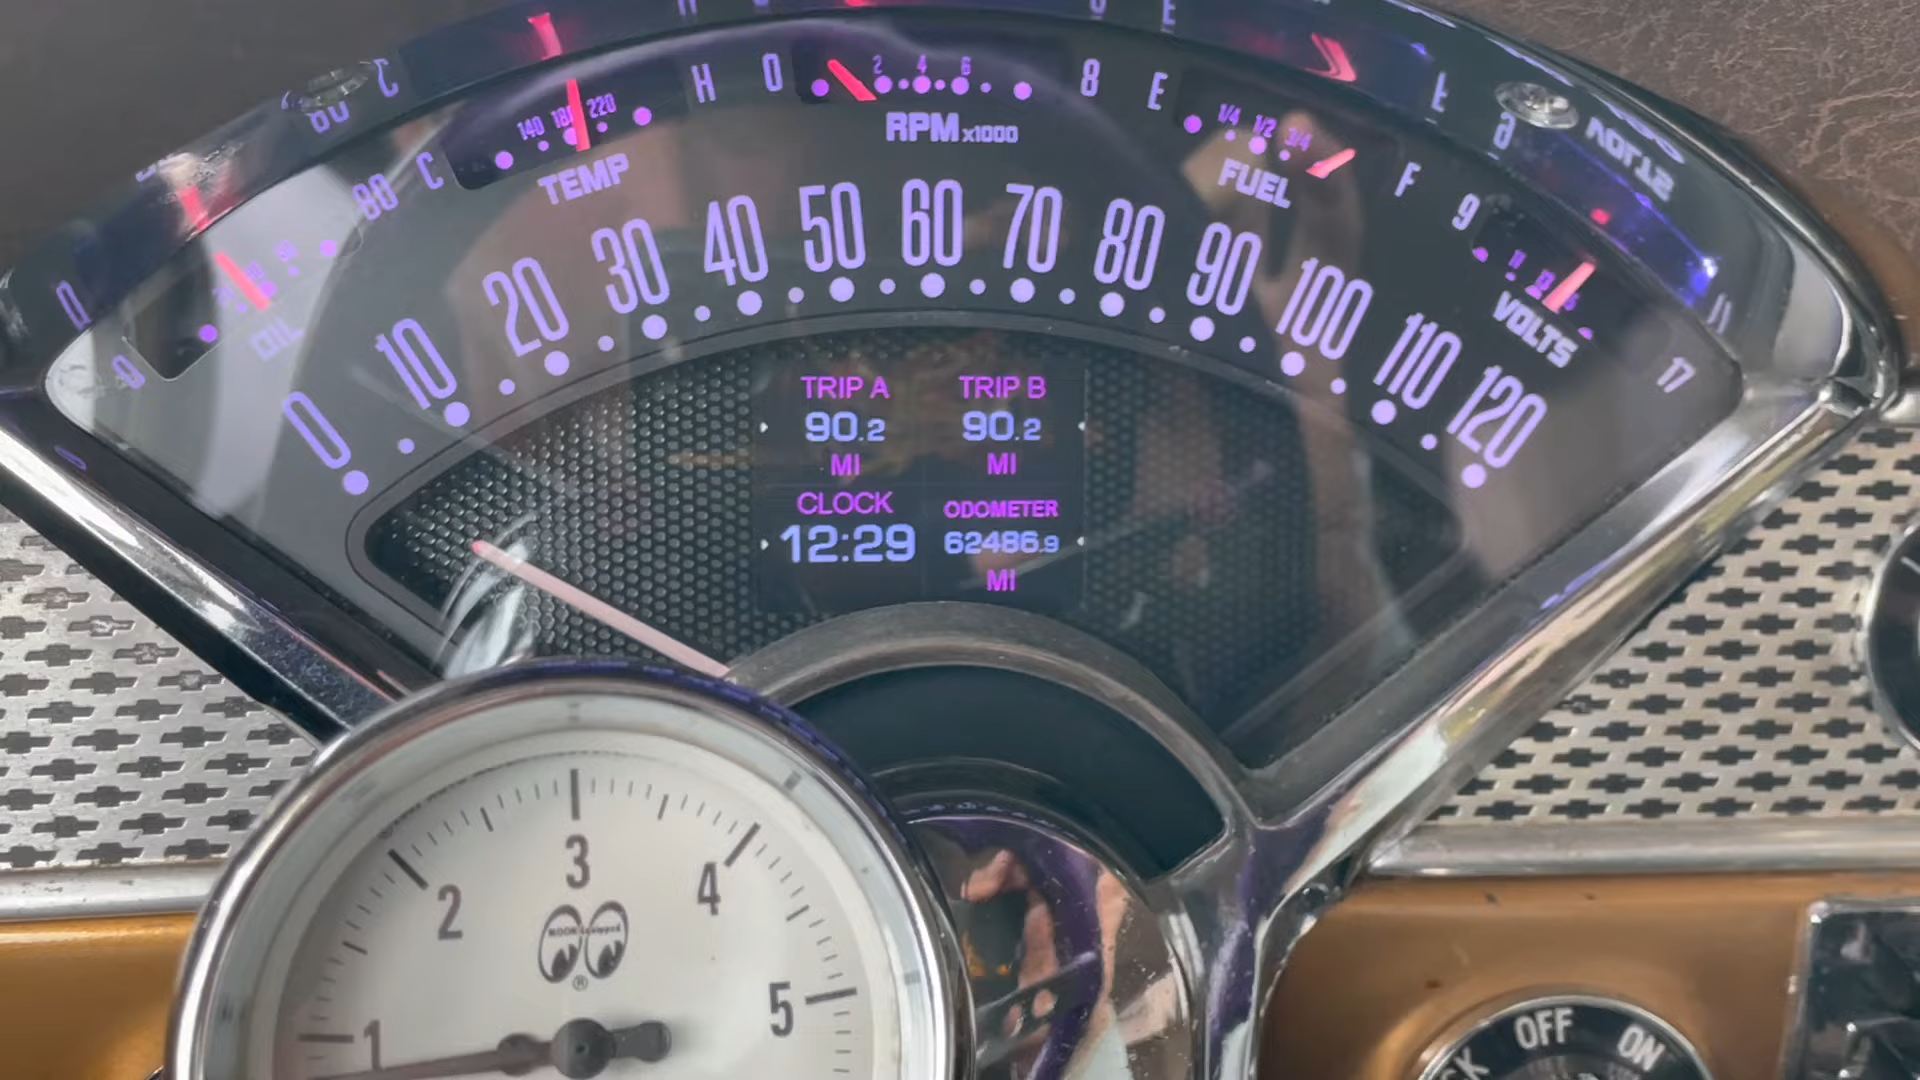 C 140 180 220 H
TEMP
0 2 4 6 8
RPM x1000
E 1/4 1/2 3/4 F
FUEL
9 17
VOLTS
0 80
OIL
0 10 20 30 40 50 60 70 80 90 100 110 120
TRIP A TRIP B
90.2 90.2
MI MI
CLOCK ODOMETER
12:29 62486.9
MI
1 2 3 4 5
MOON Equipped
®
OFF ON